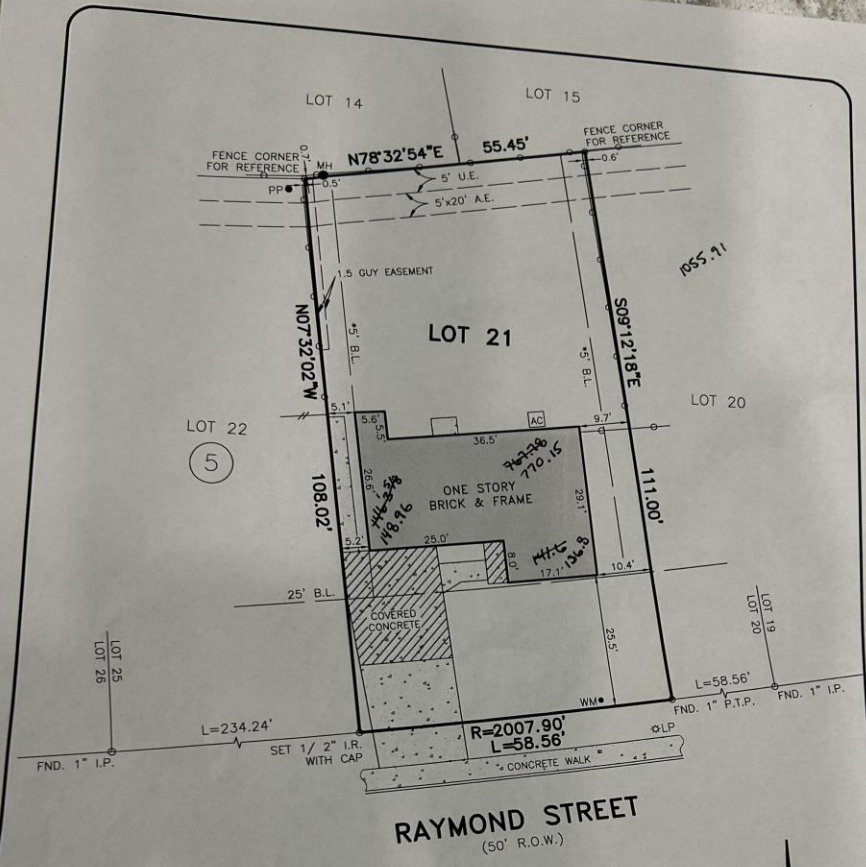 LOT 14
LOT 15
FENCE CORNER
FOR REFERENCE
0.7'
MH
N78°32'54"E
55.45'
FENCE CORNER
FOR REFERENCE
0.6'
PP
0.5'
5' U.E.
5'x20' A.E.
1055.91
1.5 GUY EASEMENT
N07°32'02"W
108.02'
*5' B.L.
LOT 21
*5' B.L.
S09°12'18"E
111.00'
LOT 22
5
LOT 20
5.1'
5.6'
5.5'
36.5'
AC
9.7'
26.6'
770.15
ONE STORY
BRICK & FRAME
29.1'
148.96
5.2'
25.0'
8.0'
141.6
136.8
17.1'
10.4'
25' B.L.
COVERED
CONCRETE
25.5'
LOT 25
LOT 26
LOT 19
LOT 20
L=234.24'
SET 1/2" I.R.
WITH CAP
FND. 1" I.P.
R=2007.90'
L=58.56'
WM
L=58.56'
FND. 1" P.T.P.
FND. 1" I.P.
LP
CONCRETE WALK
RAYMOND STREET
(50' R.O.W.)